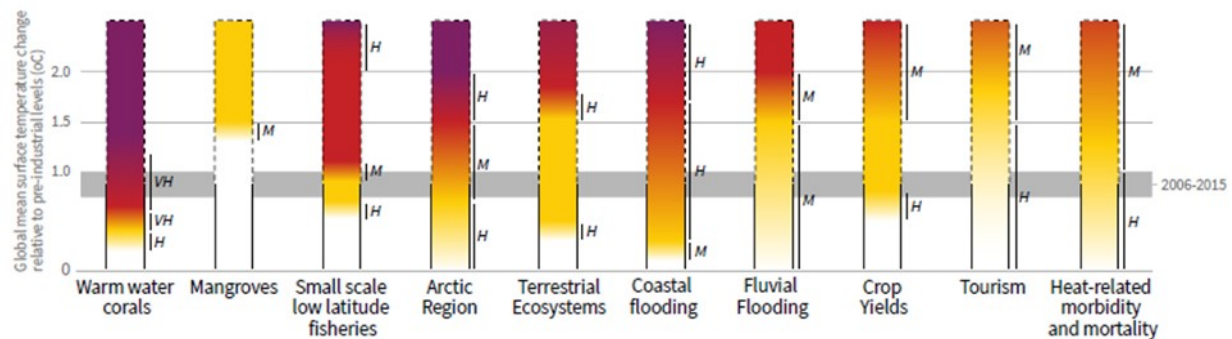 Global mean surface temperature change
relative to pre-industrial levels (oC)
2.0
1.5
1.0
0
2006-2015
VH
VH
H
M
H
M
H
H
M
H
H
H
H
H
M
M
M
M
H
M
H
M
H
Warm water
corals
Mangroves
Small scale
low latitude
fisheries
Arctic
Region
Terrestrial
Ecosystems
Coastal
flooding
Fluvial
Flooding
Crop
Yields
Tourism
Heat-related
morbidity
and mortality